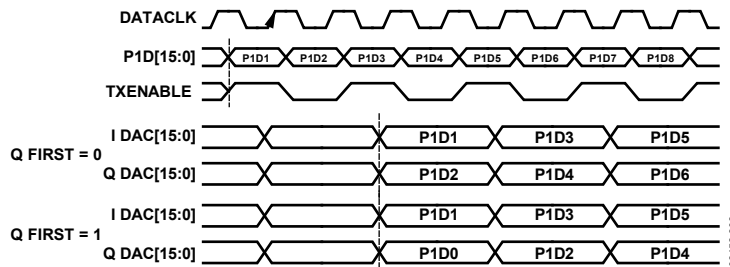 DATACLK
P1D[15:0] P1D1 P1D2 P1D3 P1D4 P1D5 P1D6 P1D7 P1D8
TXENABLE
Q FIRST = 0
I DAC[15:0] P1D1 P1D3 P1D5
Q DAC[15:0] P1D2 P1D4 P1D6
Q FIRST = 1
I DAC[15:0] P1D1 P1D3 P1D5
Q DAC[15:0] P1D0 P1D2 P1D4